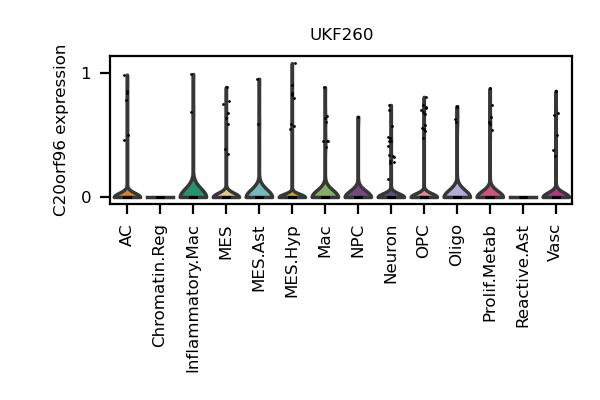 UKF260
C20orf96 expression
1
0
AC
Chromatin.Reg
Inflammatory.Mac
MES
MES.Ast
MES.Hyp
Mac
NPC
Neuron
OPC
Oligo
Prolif.Metab
Reactive.Ast
Vasc